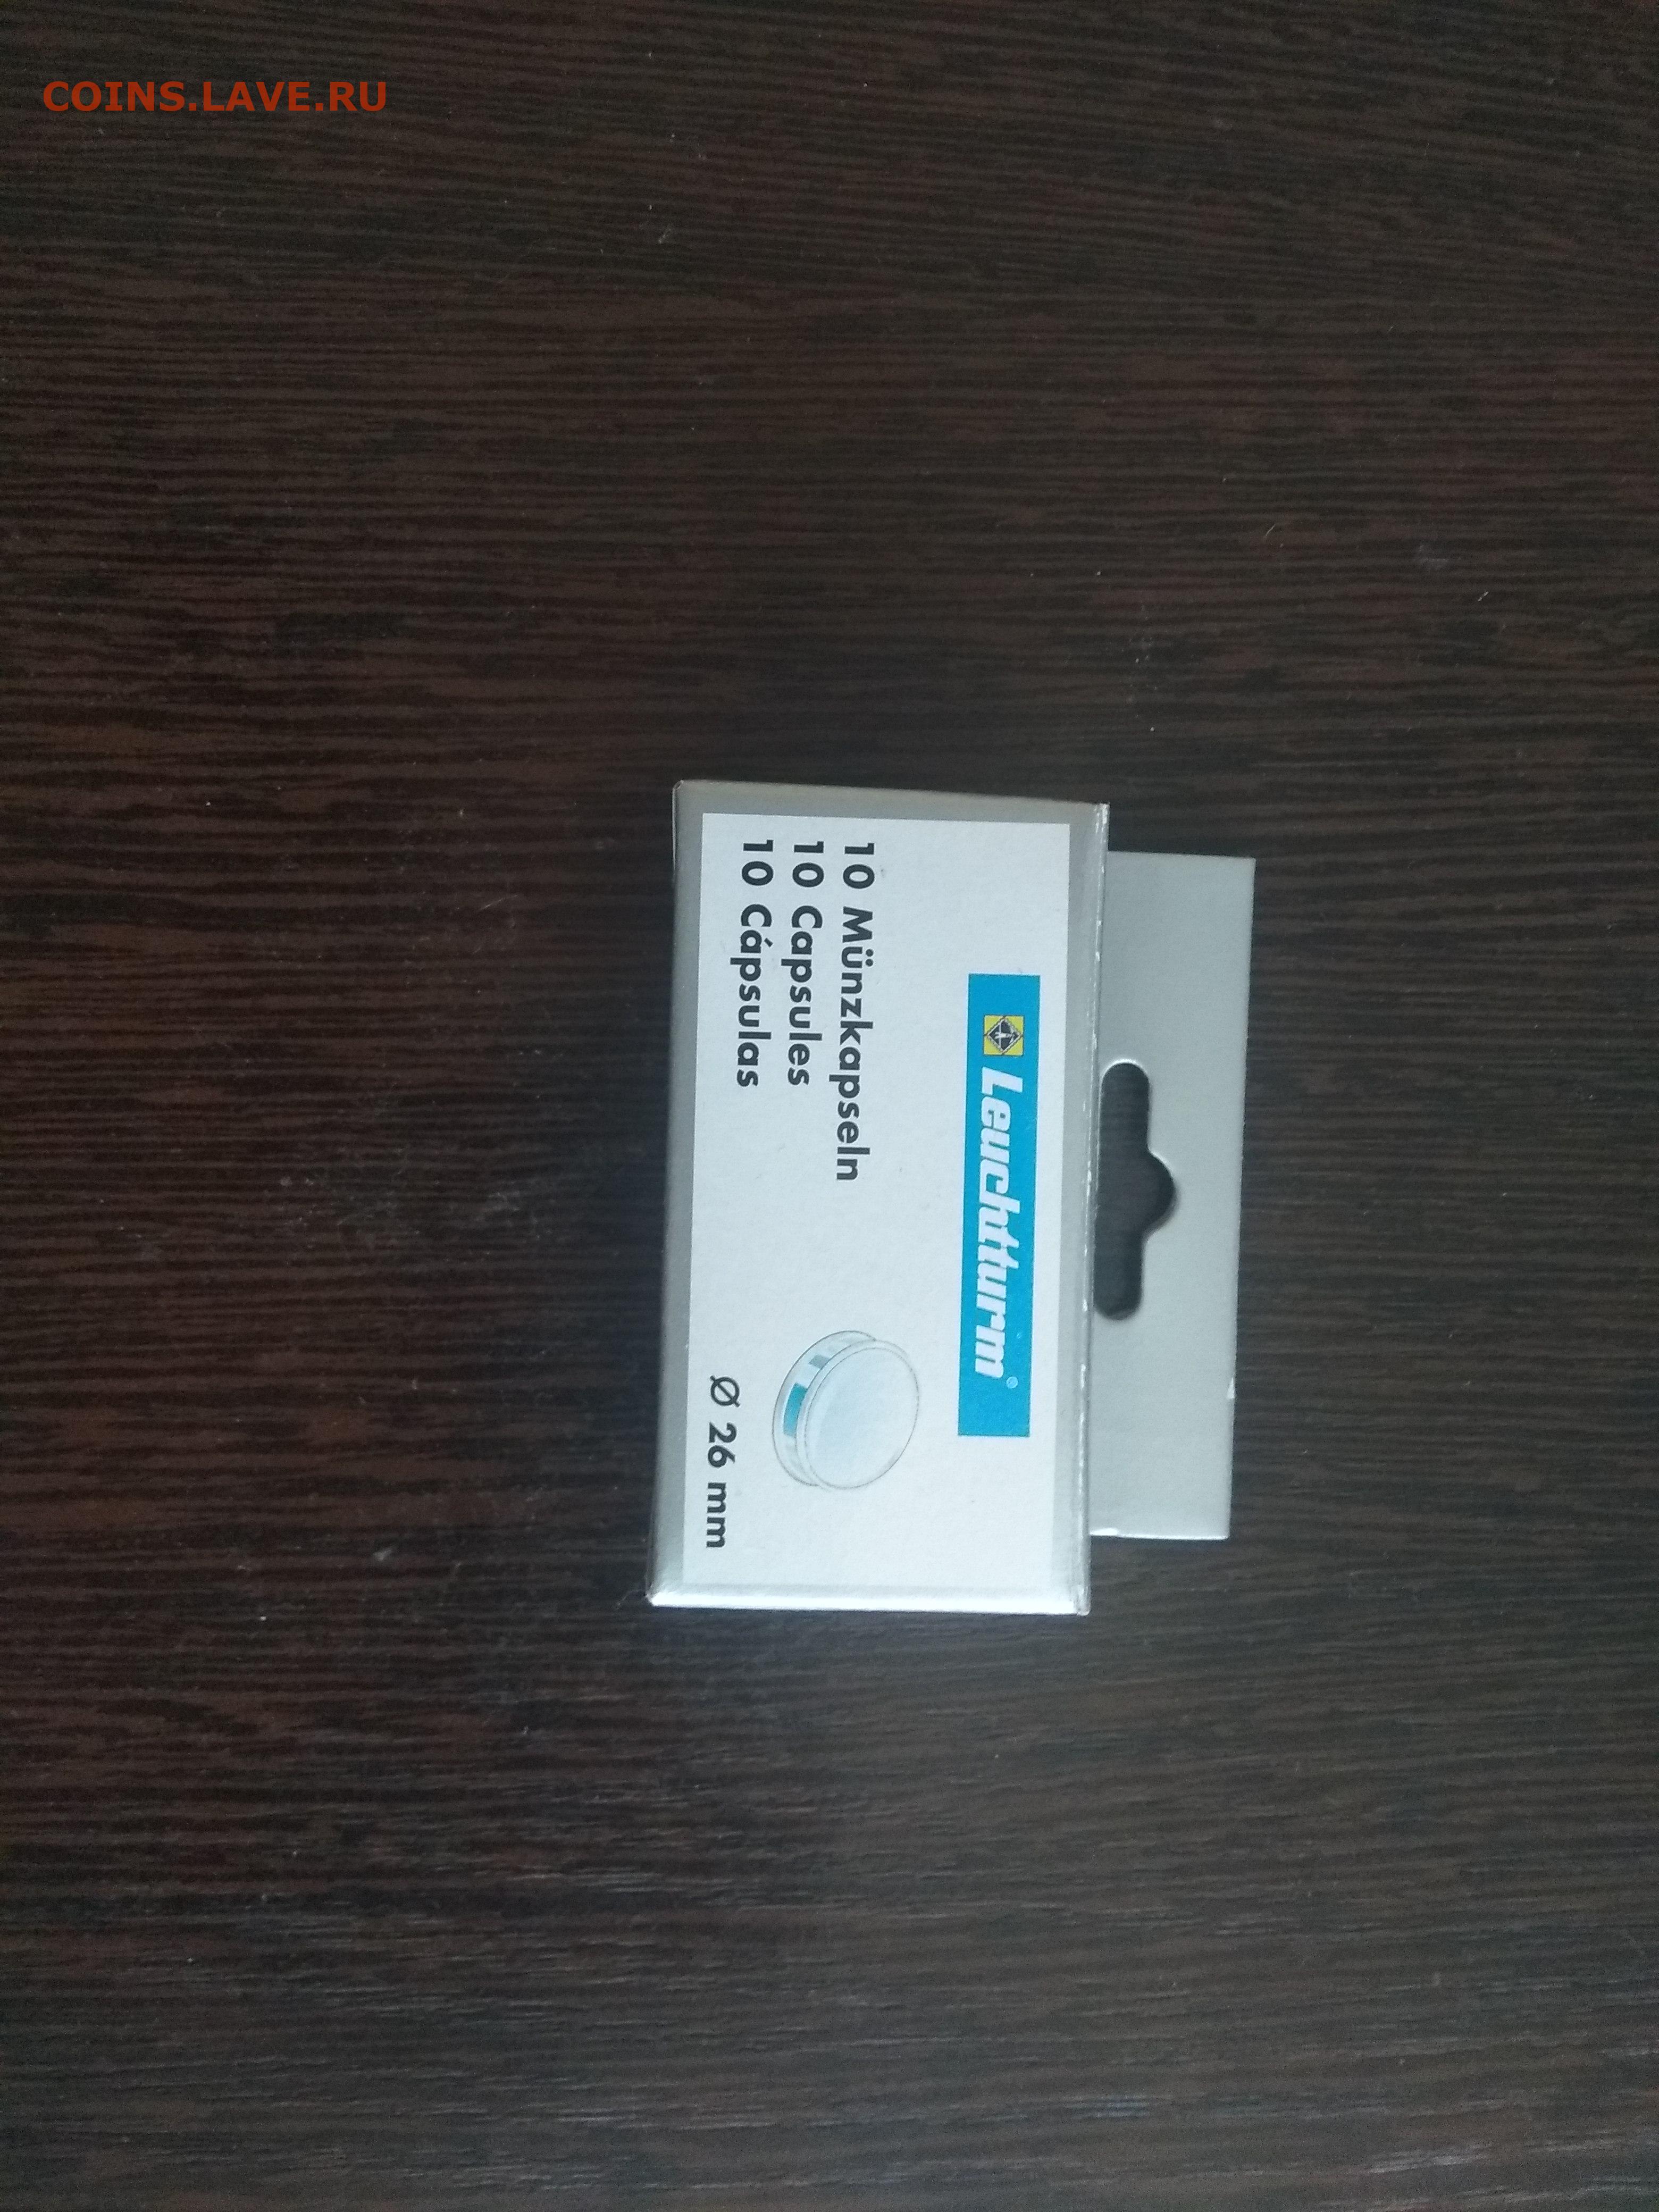 COINS.LAVE.RU
Leuchtturm®
10 Münzkapseln
10 Capsules
10 Cápsulas
Ø 26 mm